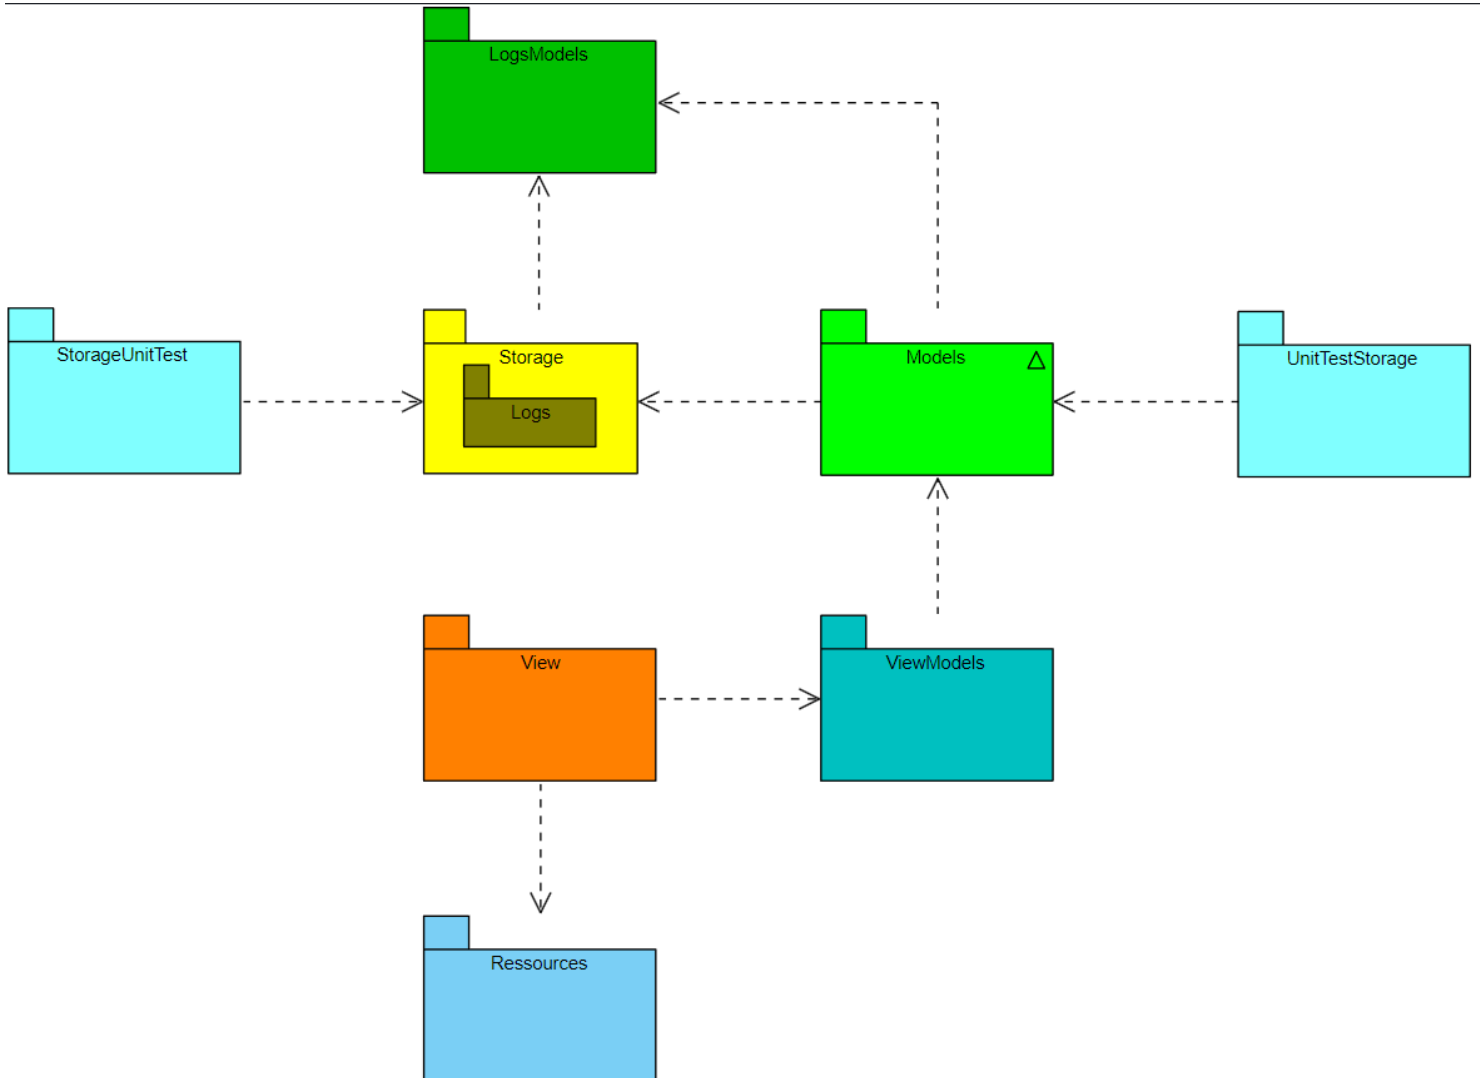 LogsModels
StorageUnitTest
Storage
Logs
Models
UnitTestStorage
View
ViewModels
Ressources